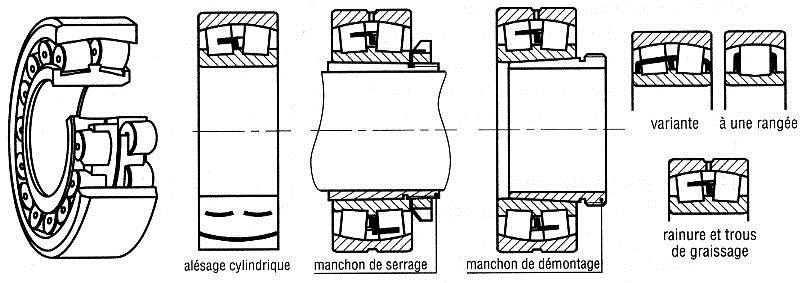 alésage cylindrique
manchon de serrage
manchon de démontage
variante
à une rangée
rainure et trous
de graissage